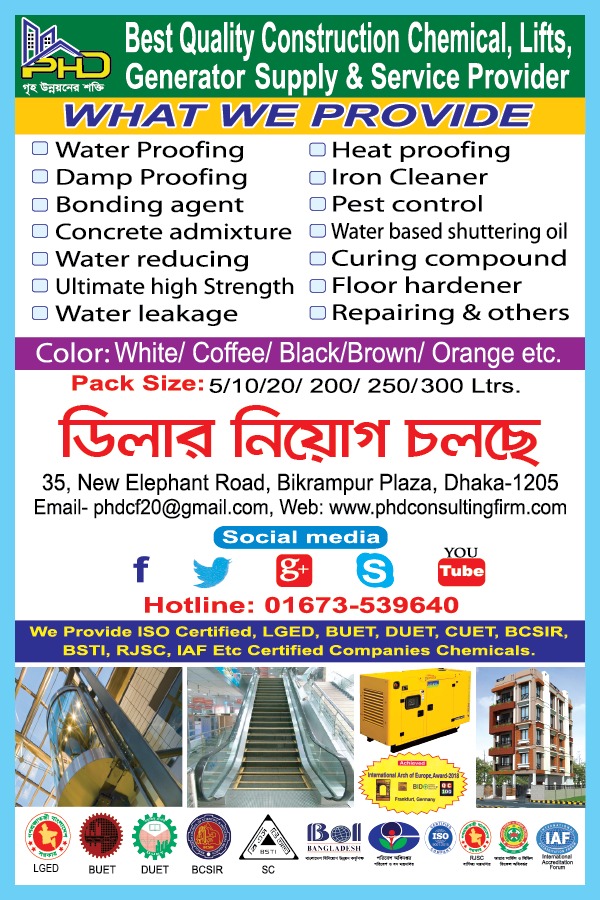 PHD
গৃহ উন্নয়নের শক্তি
Best Quality Construction Chemical, Lifts,
Generator Supply & Service Provider
WHAT WE PROVIDE
Water Proofing
Damp Proofing
Bonding agent
Concrete admixture
Water reducing
Ultimate high Strength
Water leakage
Heat proofing
Iron Cleaner
Pest control
Water based shuttering oil
Curing compound
Floor hardener
Repairing & others
Color: White/ Coffee/ Black/Brown/ Orange etc.
Pack Size: 5/10/20/ 200/ 250/300 Ltrs.
ডিলার নিয়োগ চলছে
35, New Elephant Road, Bikrampur Plaza, Dhaka-1205
Email- phdcf20@gmail.com, Web: www.phdconsultingfirm.com
Social media
f g+ S YOU Tube
Hotline: 01673-539640
We Provide ISO Certified, LGED, BUET, DUET, CUET, BCSIR,
BSTI, RJSC, IAF Etc Certified Companies Chemicals.
Achieved
International Arch of Europe,Award-2018
BID
Frankfurt, Germany
BSTI
BDI
BANGLADESH
ISO
IAF
LGED
BUET
DUET
BCSIR
SC
পরিবেশ অধিদপ্তর
RJSC
International
Accreditation
Forum